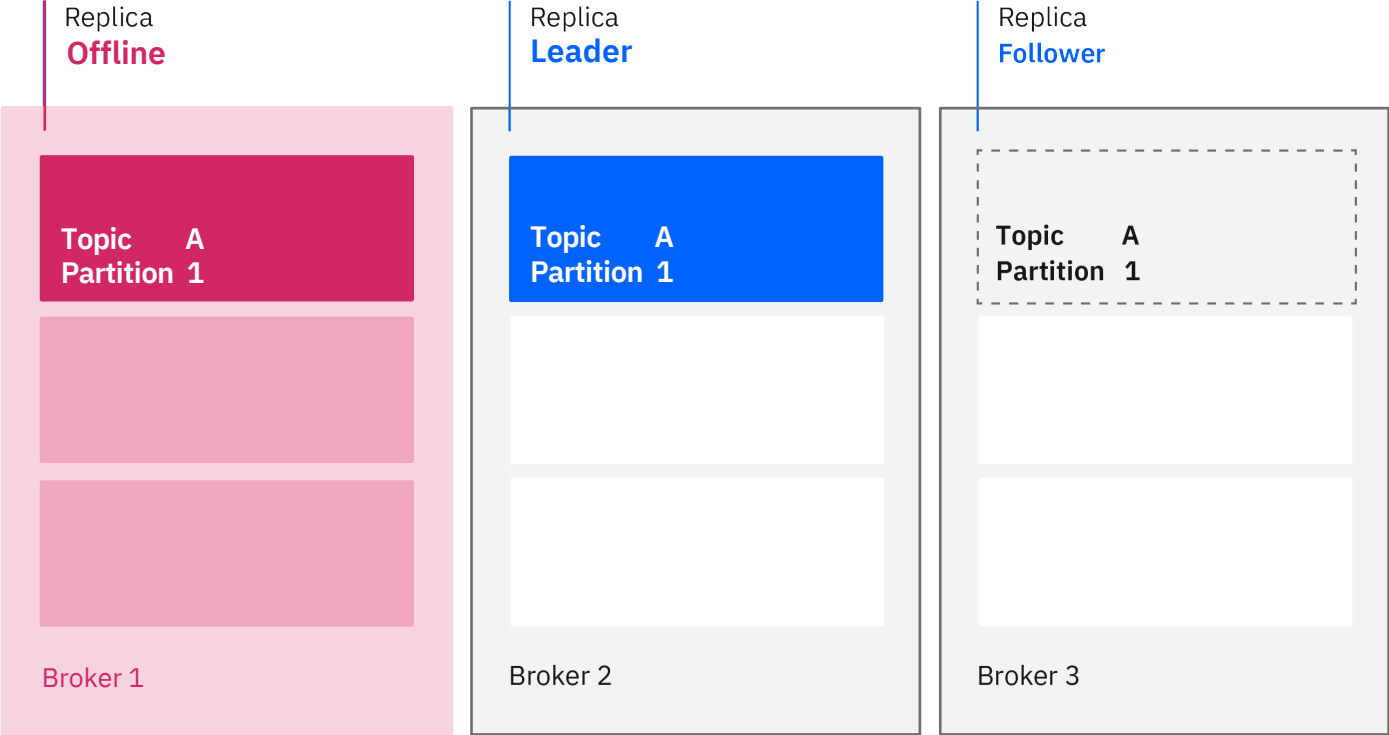 Replica
Offline
Topic A
Partition 1
Broker 1
Replica
Leader
Topic A
Partition 1
Broker 2
Replica
Follower
Topic A
Partition 1
Broker 3